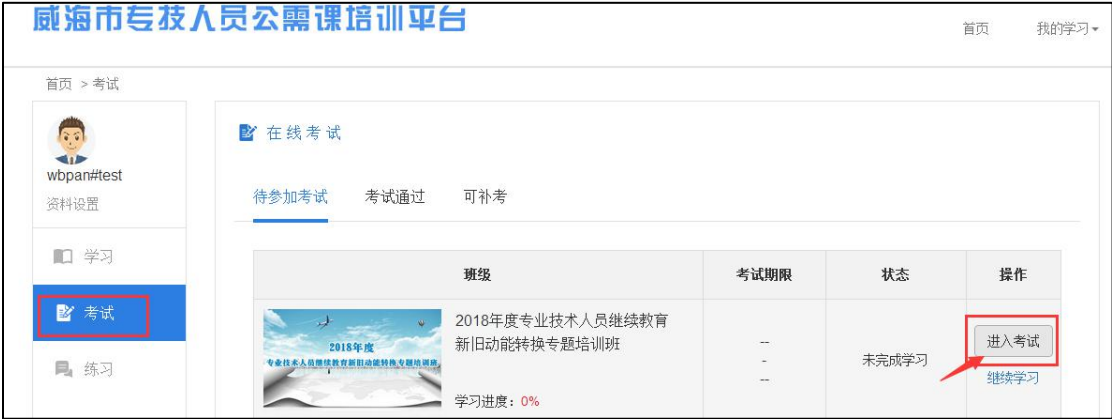 威海市专技人员公需课培训平台
首页 我的学习
首页 > 考试
wbpan#test
资料设置
学习
考试
练习
在线考试
待参加考试 考试通过 可补考
班级 考试期限 状态 操作
2018年度
专业技术人员继续教育新旧动能转换专题培训班
2018年度专业技术人员继续教育
新旧动能转换专题培训班
学习进度：0%
--
-
--
未完成学习
进入考试
继续学习